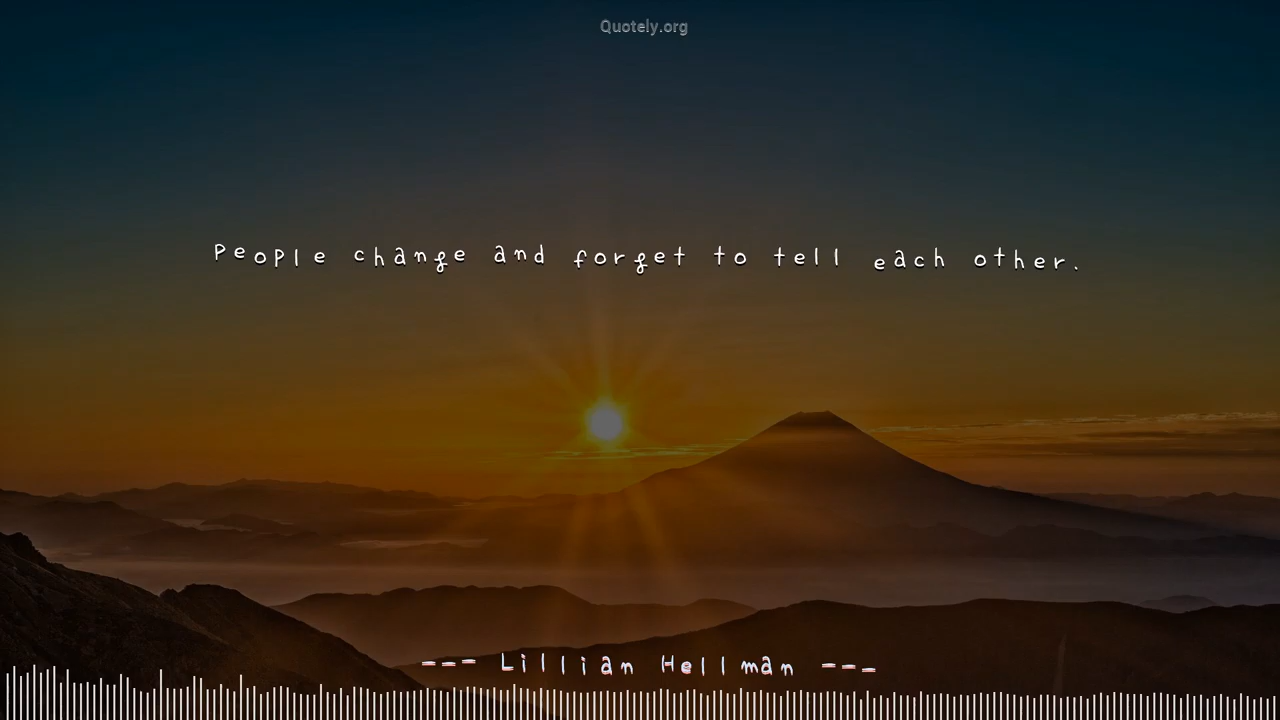 Quotely.org
People change and forget to tell each other.
--- Lillian Hellman ---